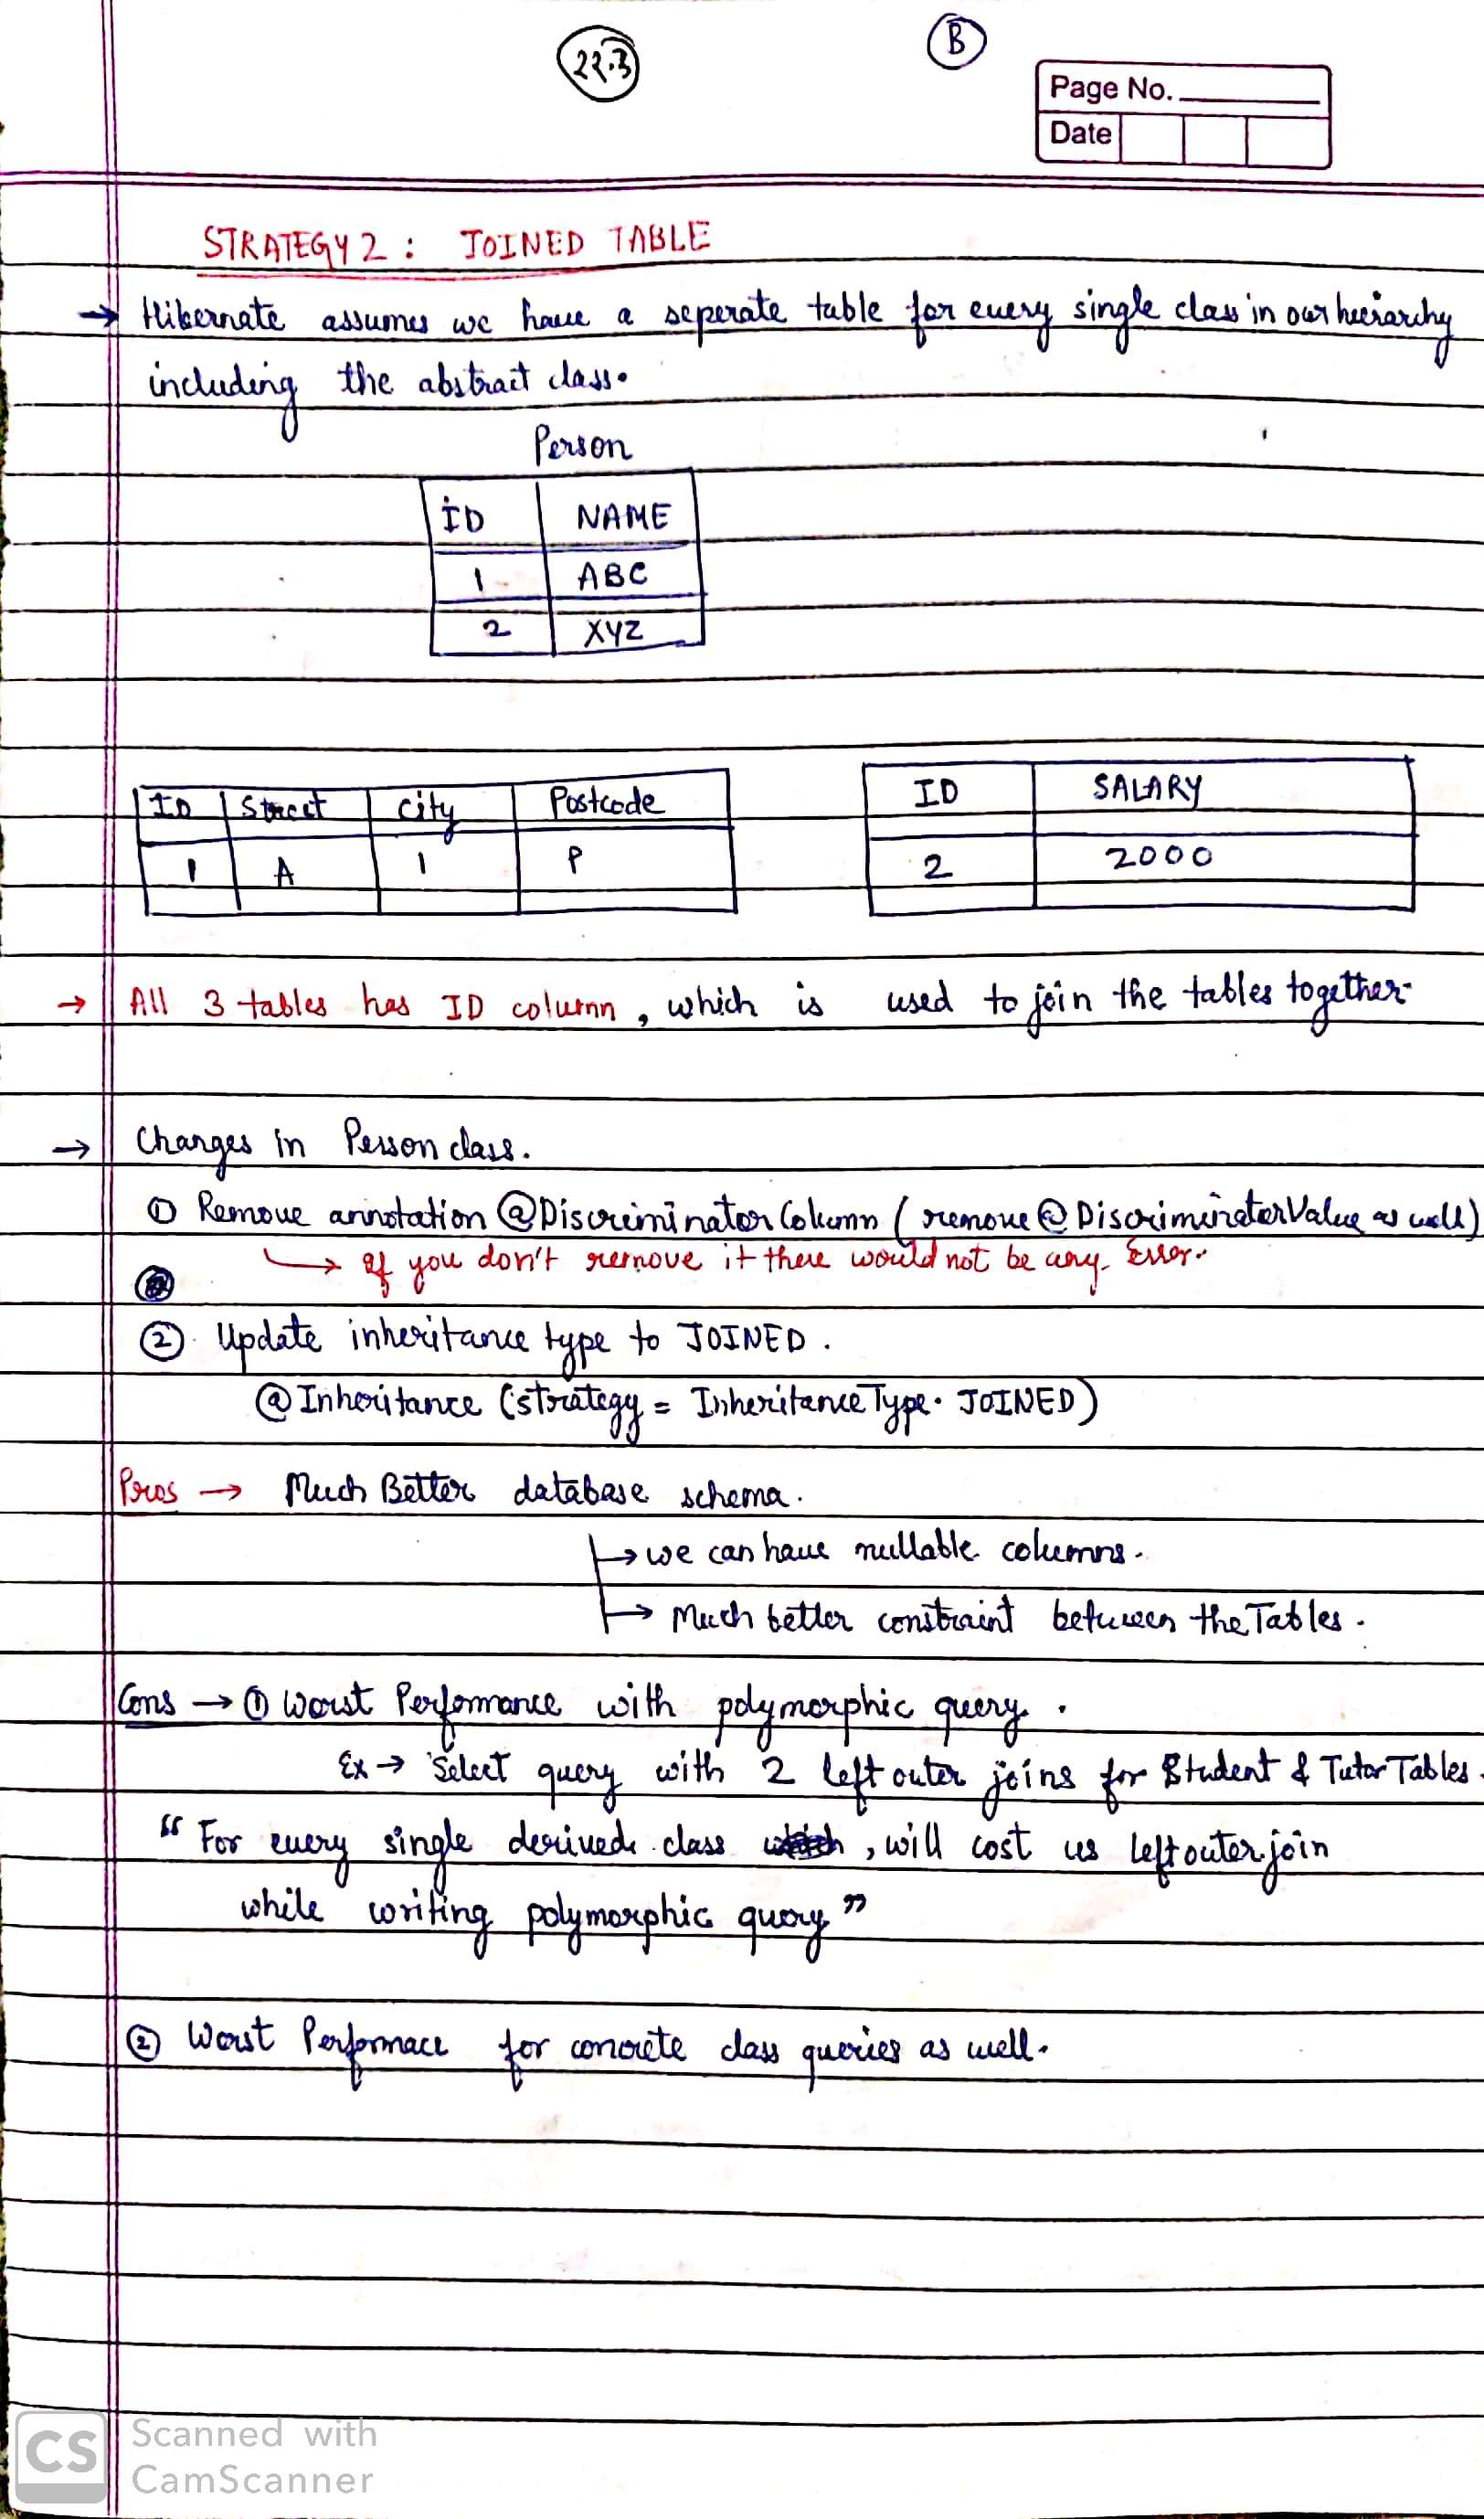 22.3
B
Page No.
Date
STRATEGY 2 : JOINED TABLE
→ Hibernate assumes we have a seperate table for every single class in our heirarchy
including the abstract class.
Person
ID NAME
1 ABC
2 XYZ
ID Street City Postcode
1 A 1 P
ID SALARY
2 2000
→ All 3 tables has ID column, which is used to join the tables together.
→ Changes in Person class.
① Remove annotation @DiscriminatorColumn (remove @DiscriminatorValue as well)
↳ If you don't remove it there would not be any Error.
② Update inheritance type to JOINED.
@Inheritance (strategy = InheritanceType.JOINED)
Pros → Much Better database schema.
↳ we can have nullable columns.
↳ Much better constraint between the Tables.
Cons → ① Worst Performance with polymorphic query.
Ex → Select query with 2 left outer joins for Student & Tutor Tables.
"For every single derived class , will cost us left outer join
while writing polymorphic query"
② Worst Performace for concrete class queries as well.
CS
Scanned with
CamScanner